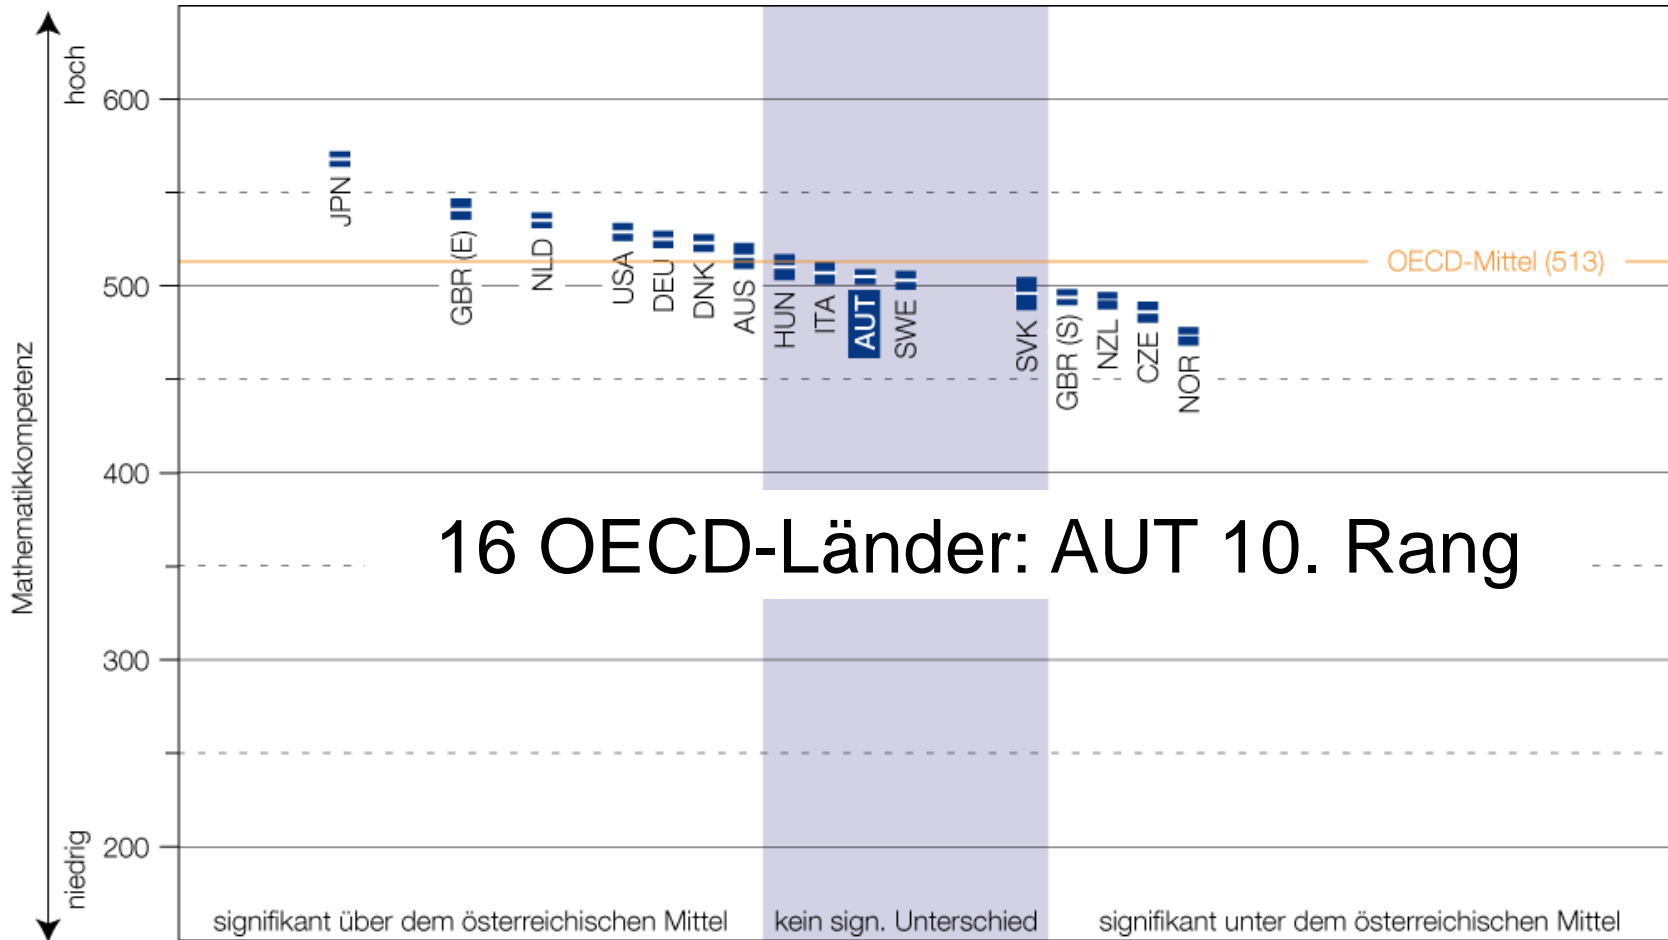 Mathematikkompetenz
hoch
niedrig
600
500
400
300
200
JPN
GBR (E)
NLD
USA
DEU
DNK
AUS
HUN
ITA
AUT
SWE
SVK
GBR (S)
NZL
CZE
NOR
OECD-Mittel (513)
16 OECD-Länder: AUT 10. Rang
signifikant über dem österreichischen Mittel
kein sign. Unterschied
signifikant unter dem österreichischen Mittel